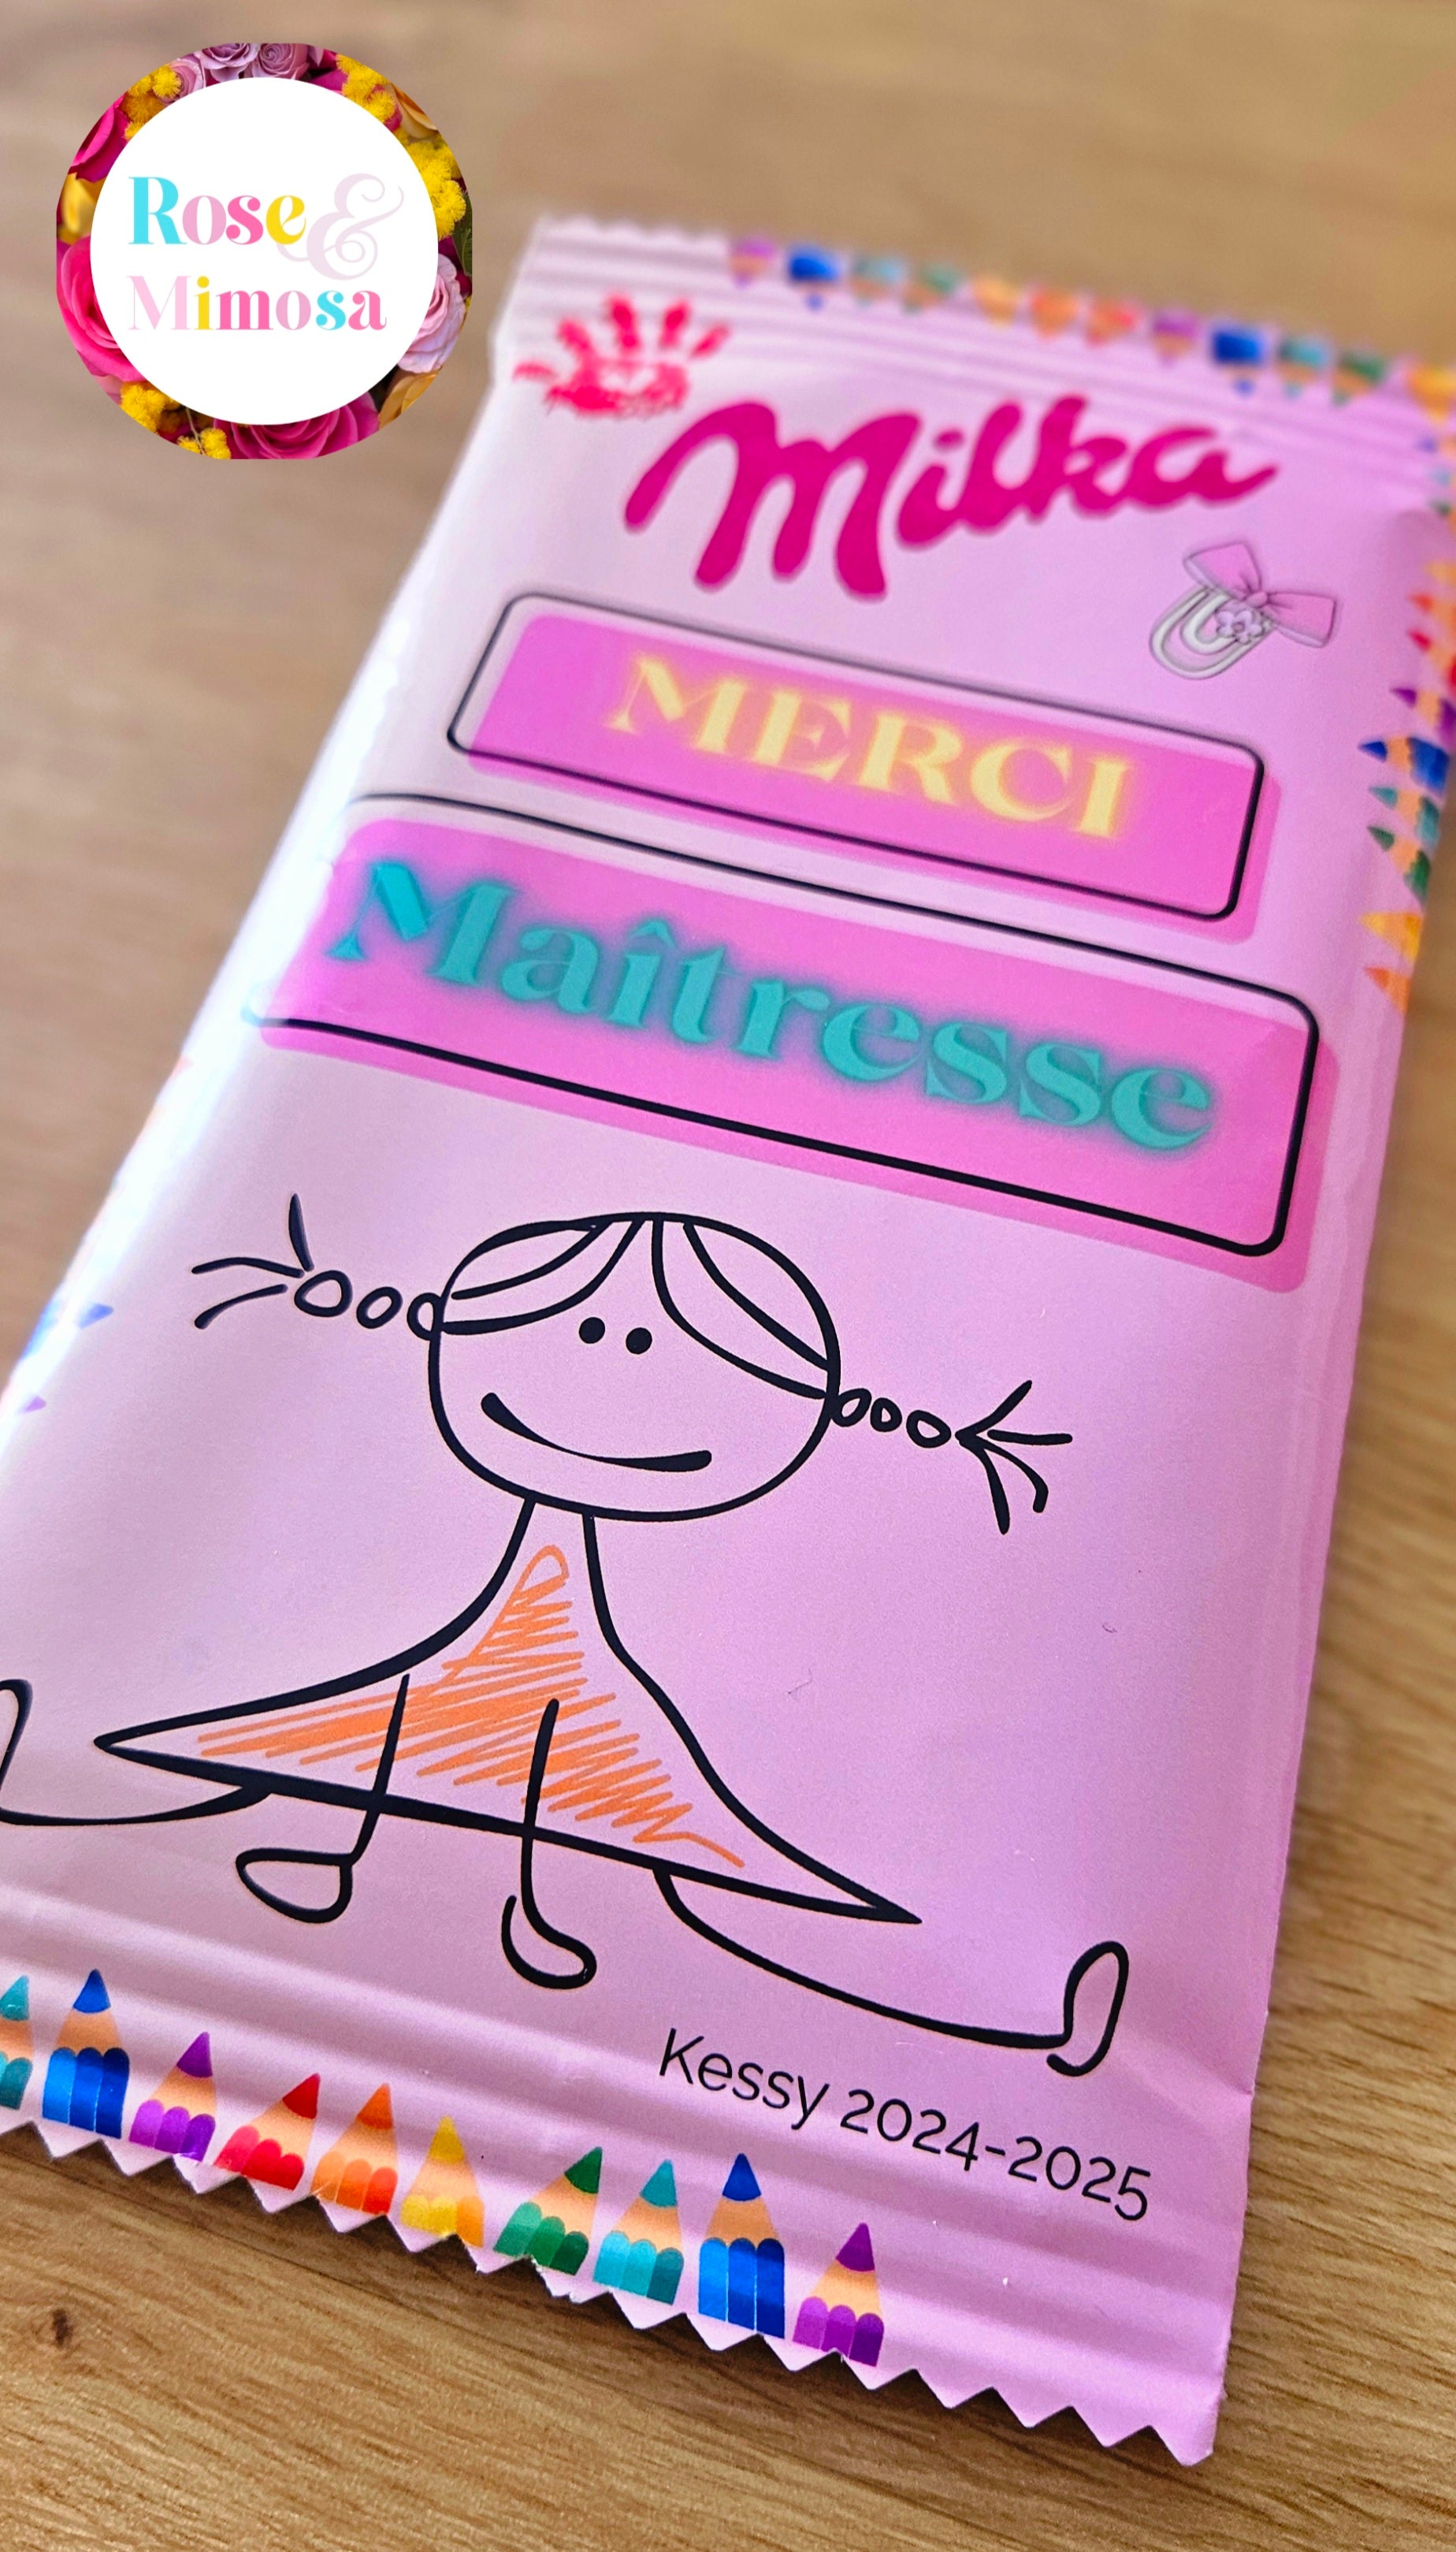 Rose &
Mimosa
Milka
MERCI
Maîtresse
Kessy 2024-2025